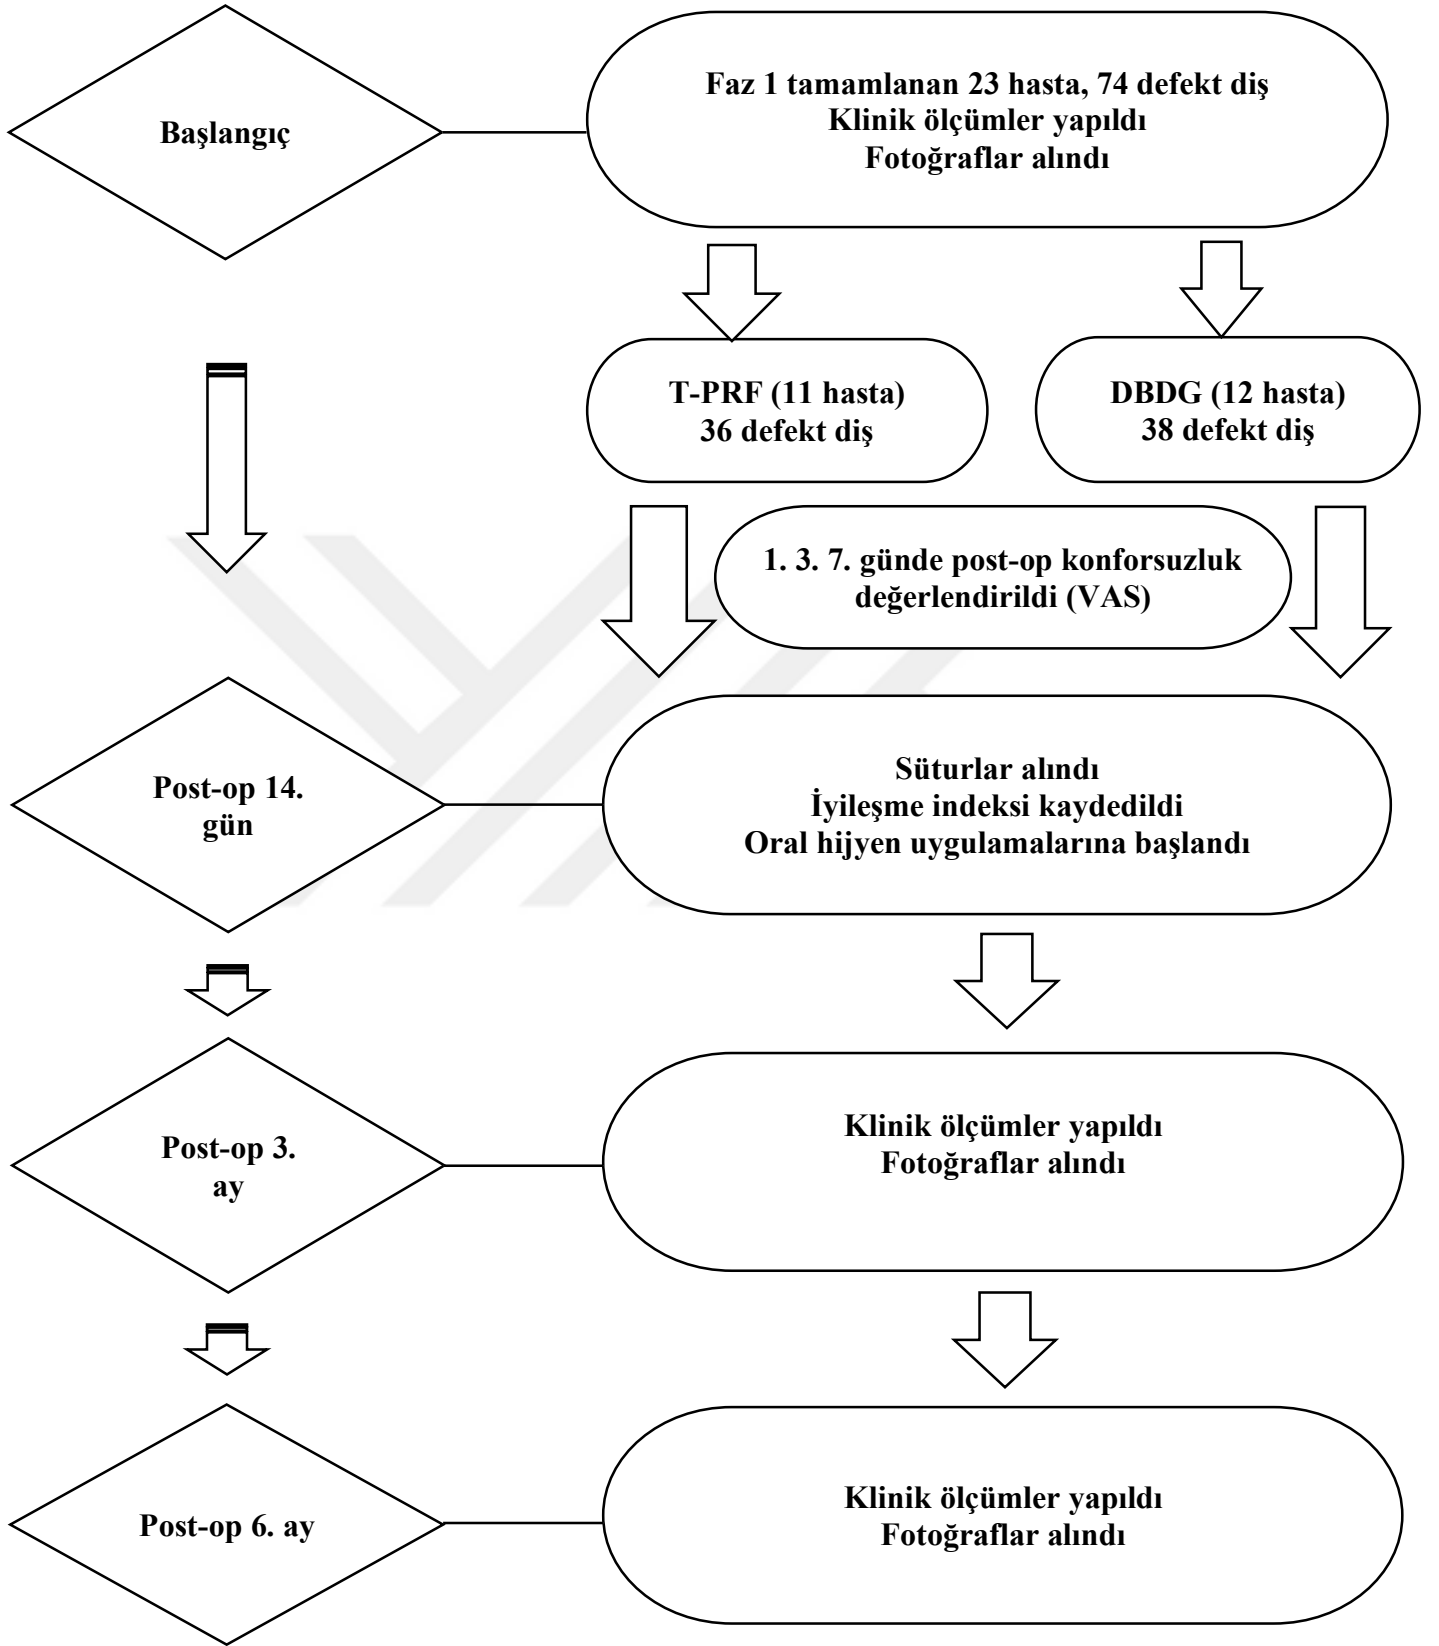 Başlangıç
Faz 1 tamamlanan 23 hasta, 74 defekt diş
Klinik ölçümler yapıldı
Fotoğraflar alındı
T-PRF (11 hasta)
36 defekt diş
DBDG (12 hasta)
38 defekt diş
1. 3. 7. günde post-op konforsuzluk
değerlendirildi (VAS)
Post-op 14.
gün
Süturlar alındı
İyileşme indeksi kaydedildi
Oral hijyen uygulamalarına başlandı
Post-op 3.
ay
Klinik ölçümler yapıldı
Fotoğraflar alındı
Post-op 6. ay
Klinik ölçümler yapıldı
Fotoğraflar alındı